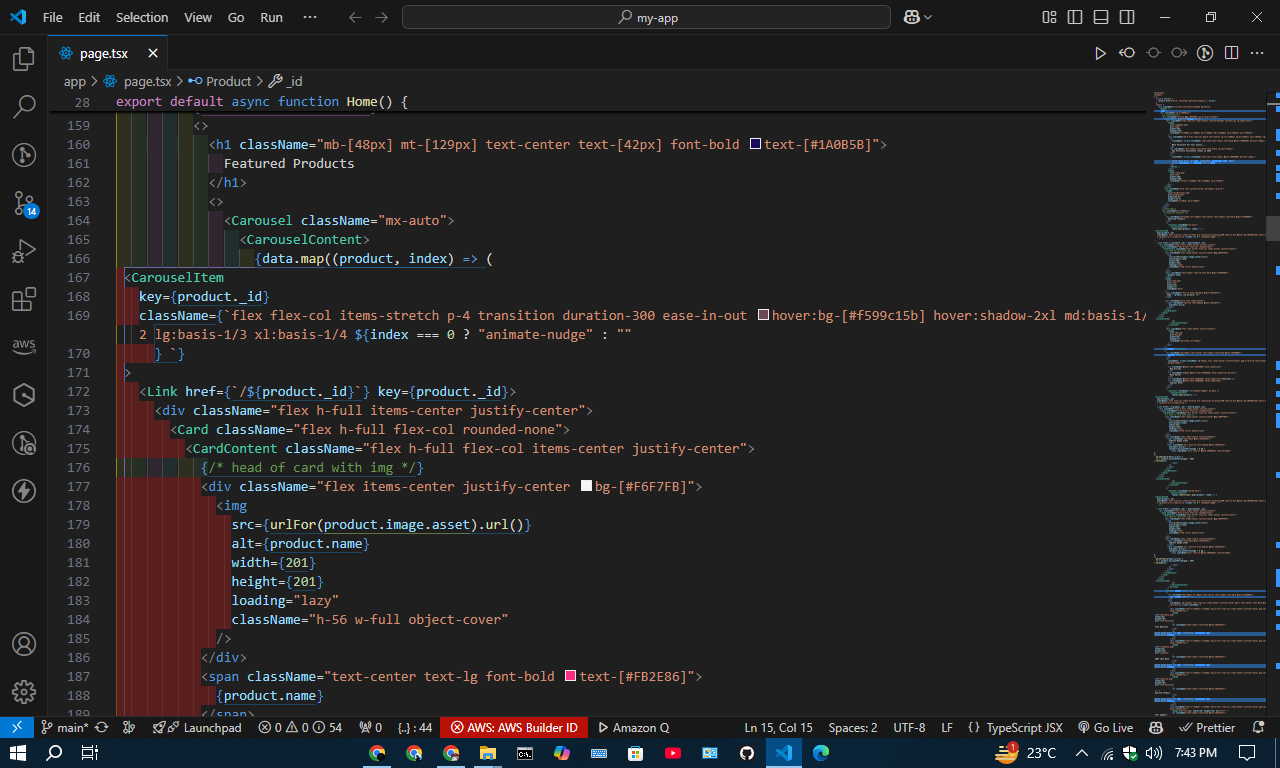 File Edit Selection View Go Run ··· my-app
page.tsx
app > page.tsx > Product > _id
28 export default async function Home() {
159 <>
160 <h1 className="mb-[48px] mt-[129px] text-center text-[42px] font-bold text-[#1A0B5B]">
161 Featured Products
162 </h1>
163 <>
164 <Carousel className="mx-auto">
165 <CarouselContent>
166 {data.map((product, index) => (
167 <CarouselItem
168 key={product._id}
169 className={`flex flex-col items-stretch p-4 transition duration-300 ease-in-out hover:bg-[#f599c15b] hover:shadow-2xl md:basis-1/
2 lg:basis-1/3 xl:basis-1/4 ${index === 0 ? "animate-nudge" : ""
170 } `}
171 >
172 <Link href={`/${product._id}`} key={product._id}>
173 <div className="flex h-full items-center justify-center">
174 <Card className="flex h-full flex-col rounded-none">
175 <CardContent className="flex h-full flex-col items-center justify-center">
176 {/* head of card with img */}
177 <div className="flex items-center justify-center bg-[#F6F7FB]">
178 <img
179 src={urlFor(product.image.asset).url()}
180 alt={product.name}
181 width={201}
182 height={201}
183 loading="lazy"
184 className="h-56 w-full object-cover"
185 />
186 </div>
187 <span className="text-center text-lg font-bold text-[#FB2E86]">
188 {product.name}
189 </span>
aws
14
main* Launchpad 0 0 54 0 {..} : 44 AWS: AWS Builder ID Amazon Q Ln 15, Col 15 Spaces: 2 UTF-8 LF {} TypeScript JSX Go Live Prettier
1 23°C 7:43 PM